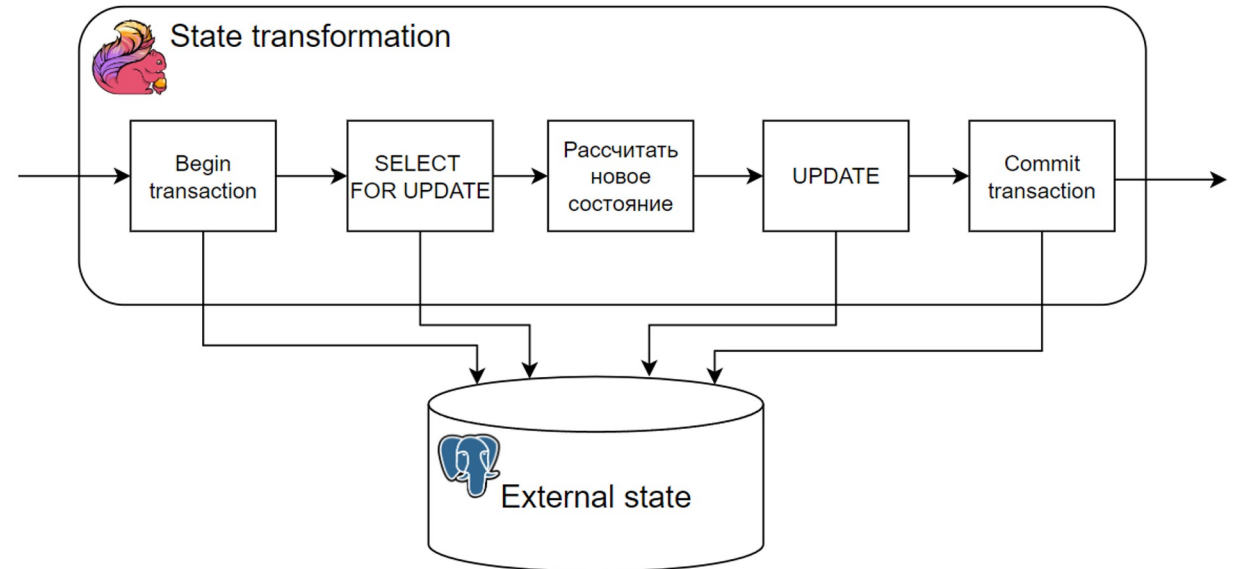 State transformation
Begin
transaction
SELECT
FOR UPDATE
Рассчитать
новое
состояние
UPDATE
Commit
transaction
External state